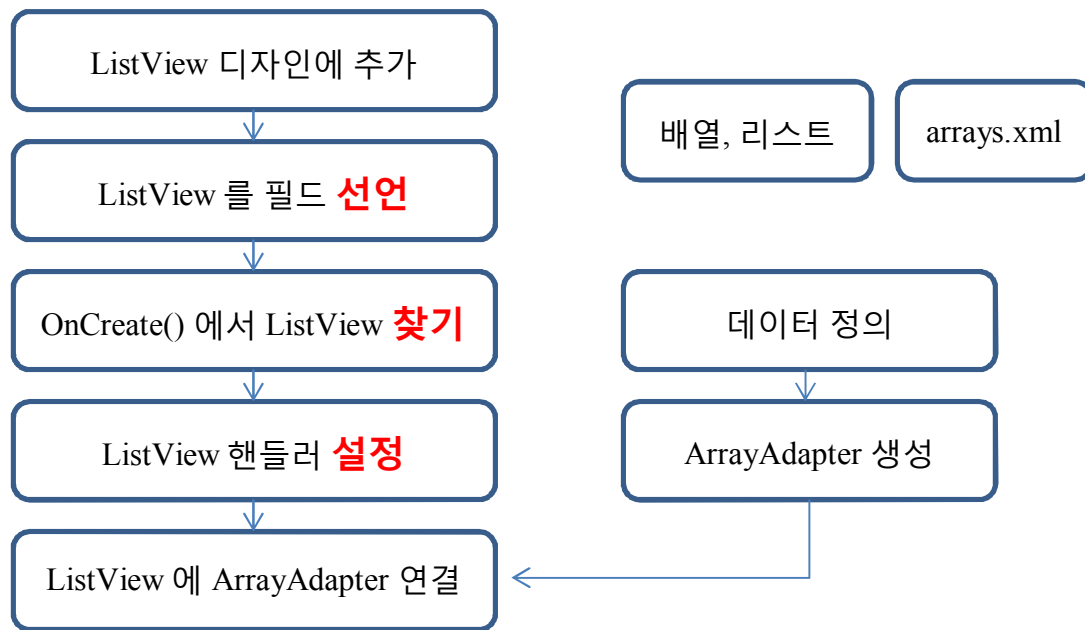 ListView 디자인에 추가
ListView 를 필드 선언
OnCreate() 에서 ListView 찾기
ListView 핸들러 설정
ListView 에 ArrayAdapter 연결
배열, 리스트
arrays.xml
데이터 정의
ArrayAdapter 생성